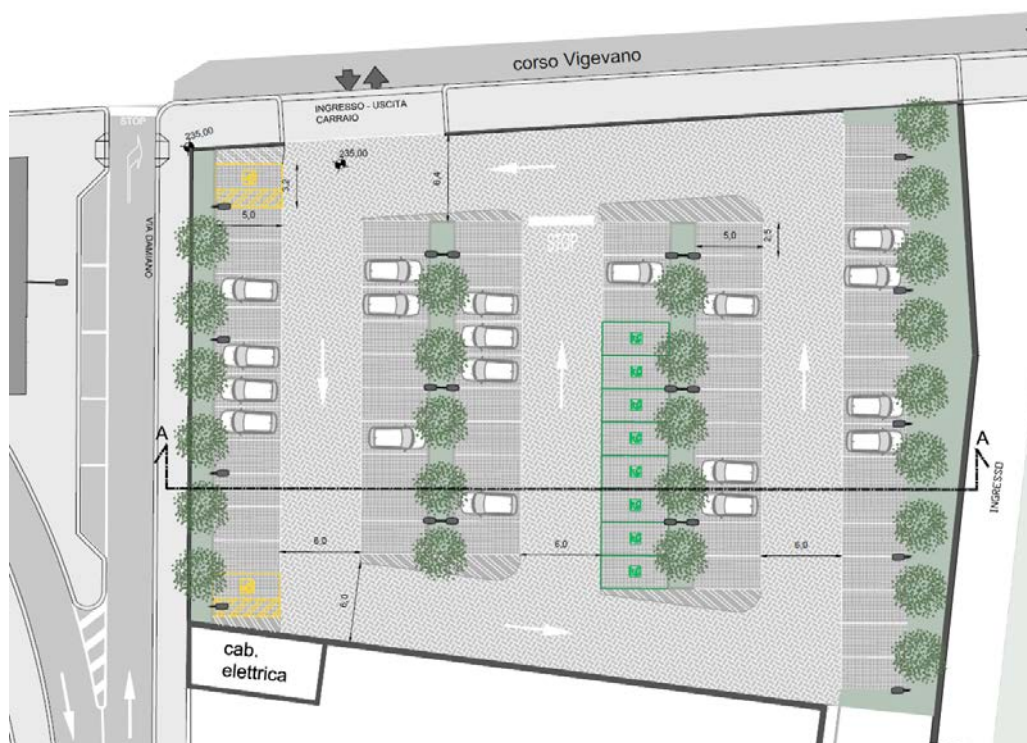 corso Vigevano
INGRESSO - USCITA
CARRAIO
STOP
235,00
235,00
3,2
6,4
5,0
STOP
5,0
2,5
VIA DAMIANO
A
A
INGRESSO
6,0
6,0
6,0
6,0
cab.
elettrica